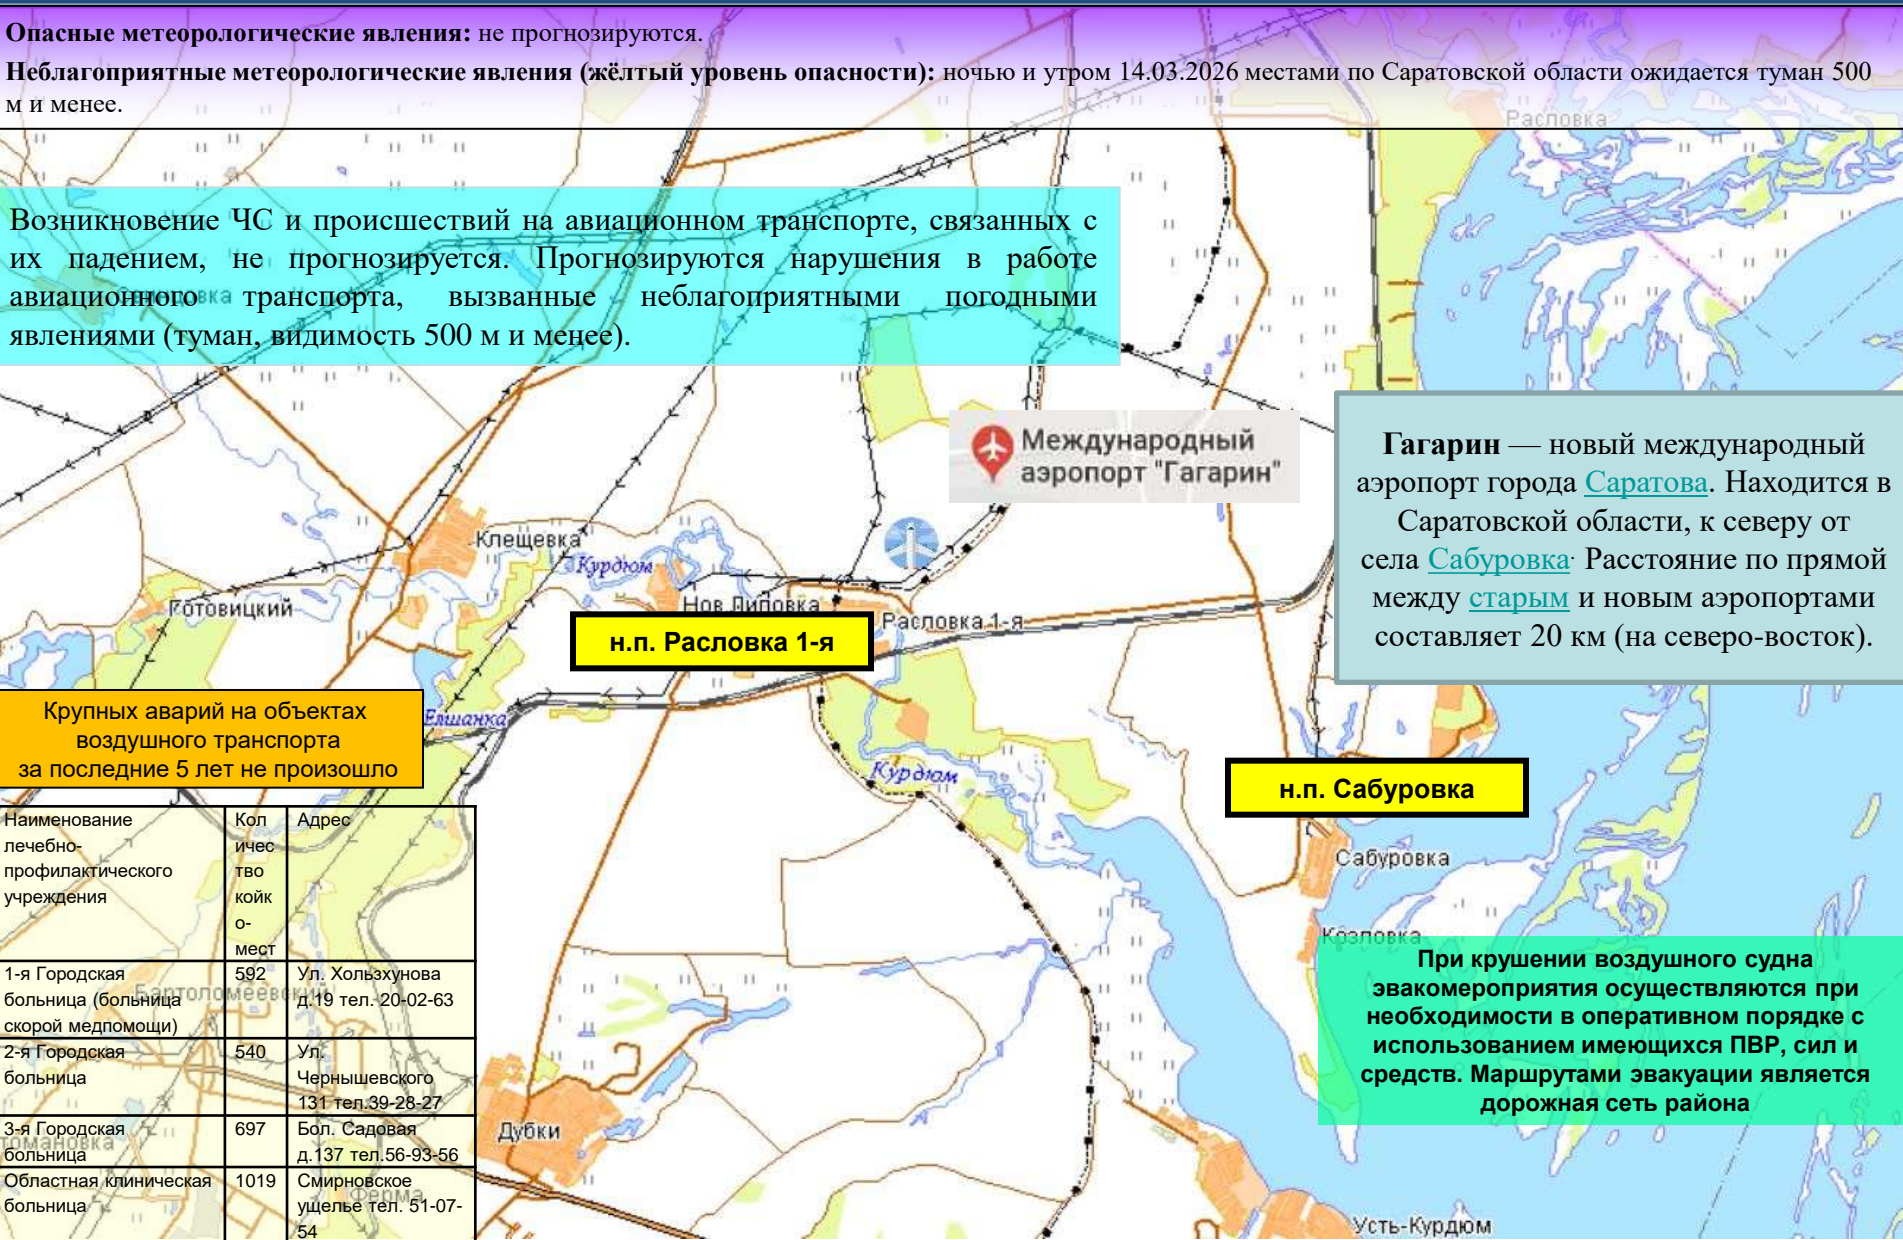 Опасные метеорологические явления: не прогнозируются.
Неблагоприятные метеорологические явления (жёлтый уровень опасности): ночью и утром 14.03.2026 местами по Саратовской области ожидается туман 500
м и менее.
Расловка
Возникновение ЧС и происшествий на авиационном транспорте, связанных с
их падением, не прогнозируется. Прогнозируются нарушения в работе
авиационного транспорта, вызванные неблагоприятными погодными
явлениями (туман, видимость 500 м и менее).
Международный
аэропорт "Гагарин"
Гагарин — новый международный
аэропорт города Саратова. Находится в
Саратовской области, к северу от
села Сабуровка. Расстояние по прямой
между старым и новым аэропортами
составляет 20 км (на северо-восток).
Клещевка
Курдюм
Готовицкий
Нов.Липовка
Расловка 1-я
н.п. Расловка 1-я
Елшанка
Крупных аварий на объектах
воздушного транспорта
за последние 5 лет не произошло
Курдюм
н.п. Сабуровка
Сабуровка
Козловка
Наименование
лечебно-
профилактического
учреждения
Кол
ичес
тво
койк
о-
мест
Адрес
1-я Городская
больница (больница
скорой медпомощи)
592
Ул. Хользхунова
д.19 тел. 20-02-63
Бартоломеевский
2-я Городская
больница
540
Ул.
Чернышевского
131 тел.39-28-27
3-я Городская
больница
697
Бол. Садовая
д.137 тел.56-93-56
Областная клиническая
больница
1019
Смирновское
ущелье тел. 51-07-
54
Ферма
Дубки
При крушении воздушного судна
эвакомероприятия осуществляются при
необходимости в оперативном порядке с
использованием имеющихся ПВР, сил и
средств. Маршрутами эвакуации является
дорожная сеть района
Усть-Курдюм